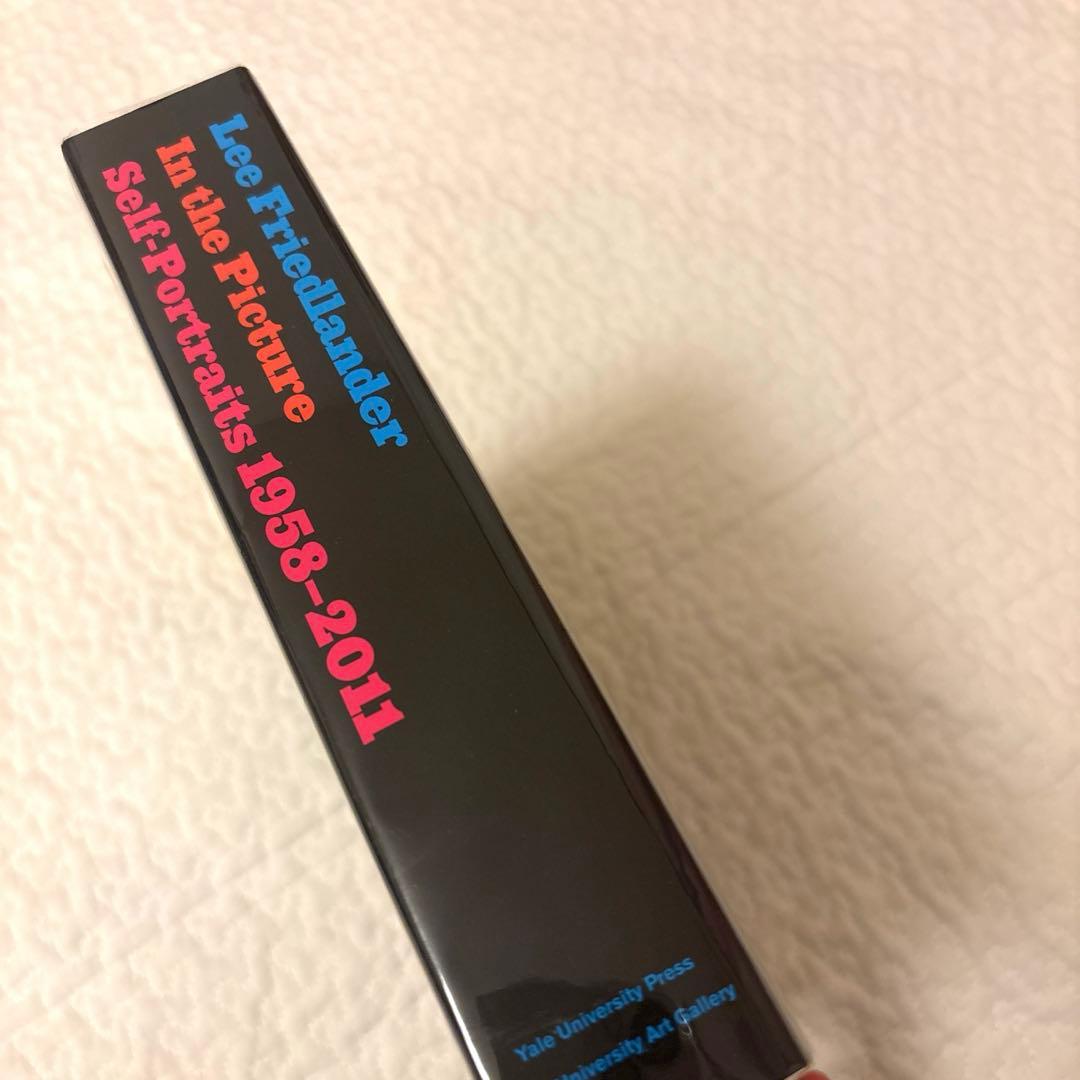 Lee Friedlander
In the Picture
Self-Portraits 1958–2011
Yale University Press
University Art Gallery